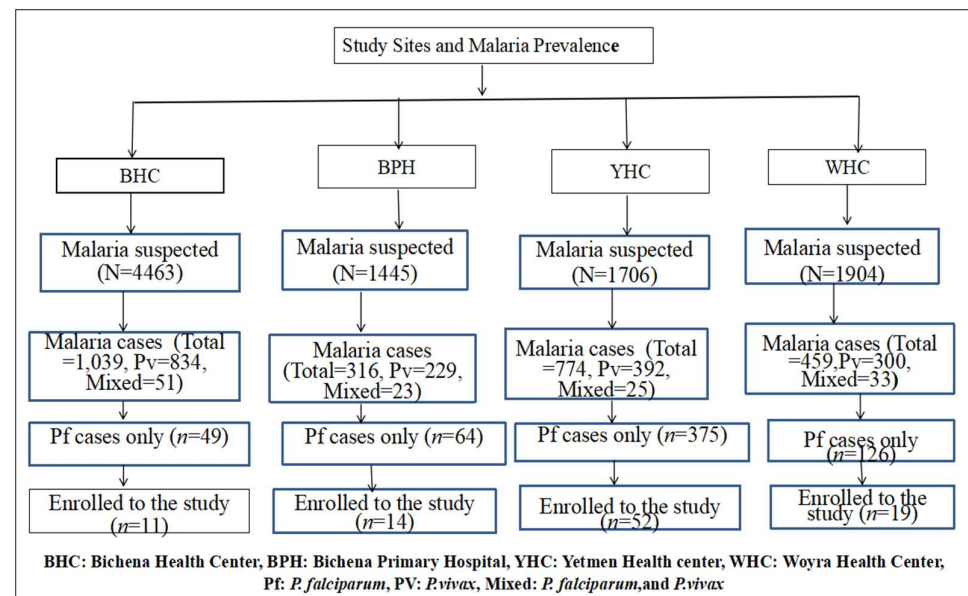 Study Sites and Malaria Prevalence
BHC
BPH
YHC
WHC
Malaria suspected
(N=4463)
Malaria suspected
(N=1445)
Malaria suspected
(N=1706)
Malaria suspected
(N=1904)
Malaria cases (Total
=1,039, Pv=834,
Mixed=51)
Malaria cases
(Total=316, Pv=229,
Mixed=23)
Malaria cases (Total
=774, Pv=392,
Mixed=25)
Malaria cases (Total
=459,Pv=300,
Mixed=33)
Pf cases only (n=49)
Pf cases only (n=64)
Pf cases only (n=375)
Pf cases only
(n=126)
Enrolled to the study
(n=11)
Enrolled to the study
(n=14)
Enrolled to the study
(n=52)
Enrolled to the
study (n=19)
BHC: Bichena Health Center, BPH: Bichena Primary Hospital, YHC: Yetmen Health center, WHC: Woyra Health Center,
Pf: P. falciparum, PV: P.vivax, Mixed: P. falciparum,and P.vivax